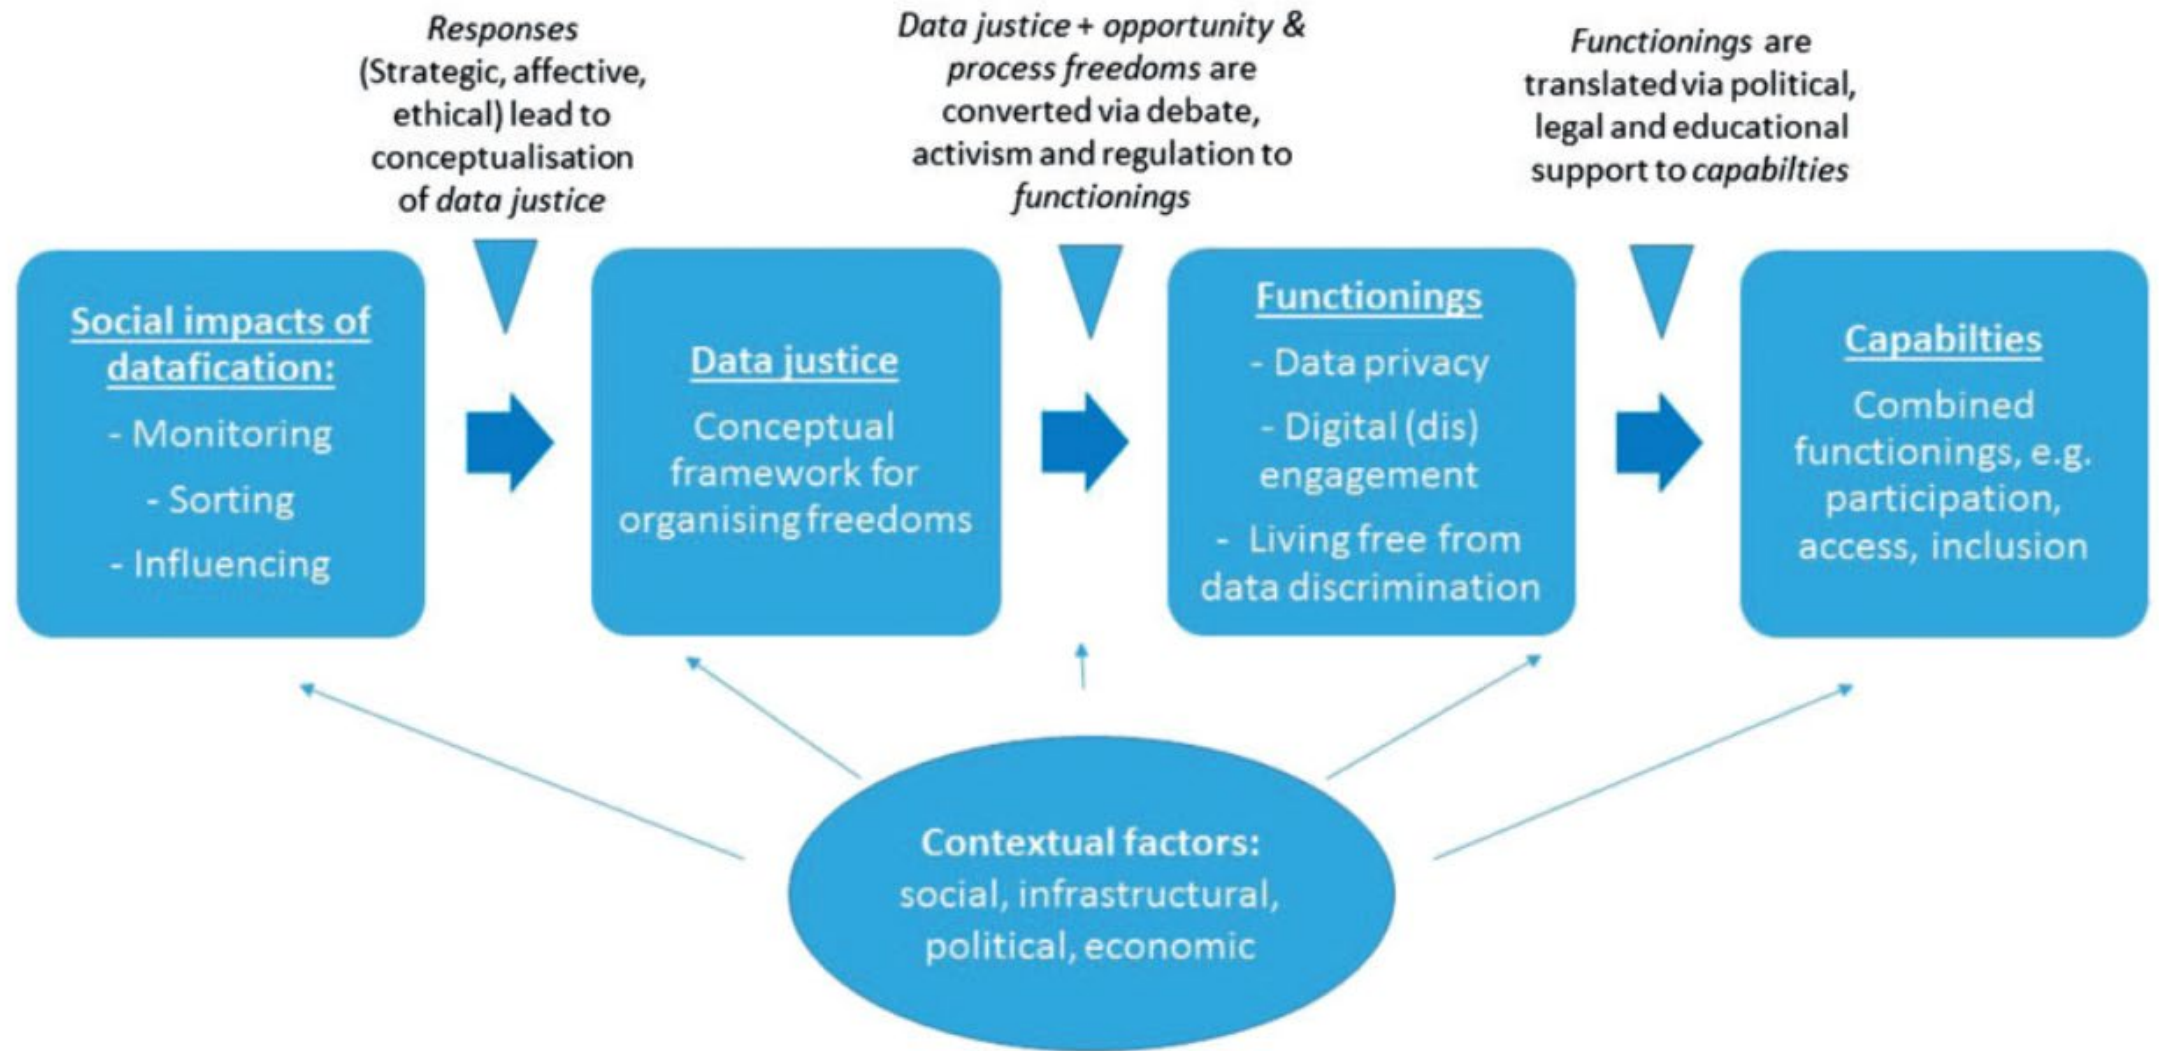 Responses
(Strategic, affective,
ethical) lead to
conceptualisation
of data justice
Data justice + opportunity &
process freedoms are
converted via debate,
activism and regulation to
functionings
Functionings are
translated via political,
legal and educational
support to capabilties
Social impacts of
datafication:
- Monitoring
- Sorting
- Influencing
Data justice
Conceptual
framework for
organising freedoms
Functionings
- Data privacy
- Digital (dis)
engagement
- Living free from
data discrimination
Capabilties
Combined
functionings, e.g.
participation,
access, inclusion
Contextual factors:
social, infrastructural,
political, economic